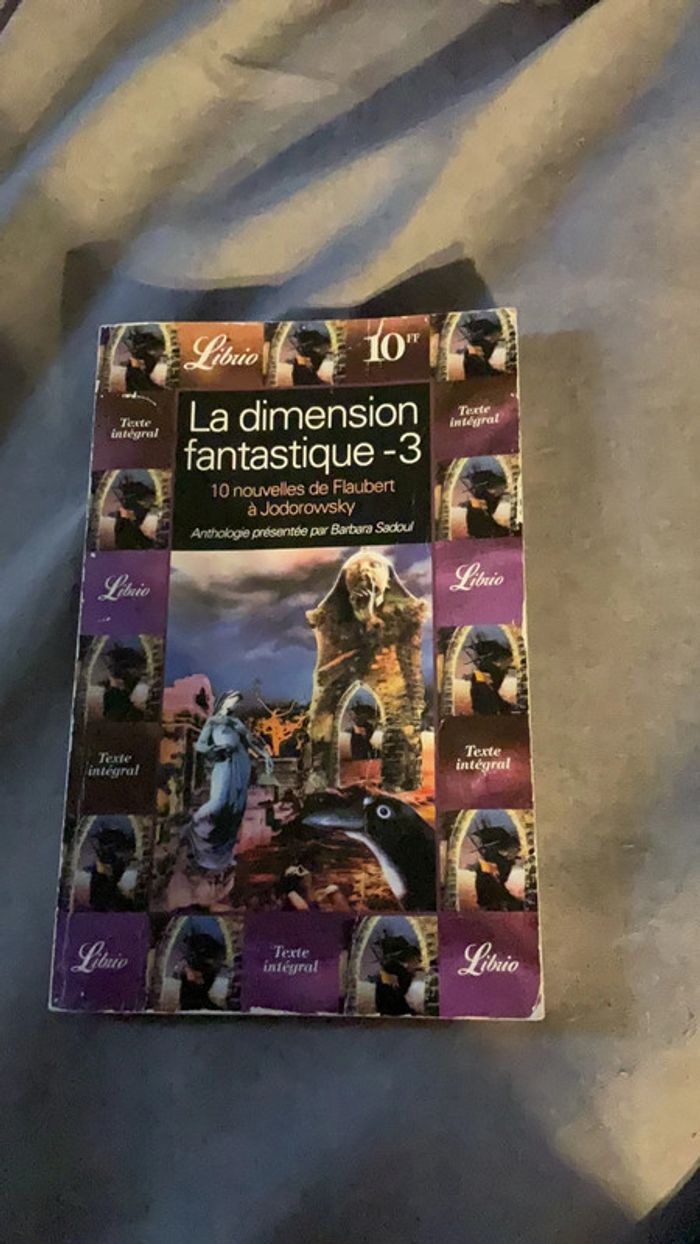 Librio
10FF
Texte
intégral
La dimension
fantastique - 3
10 nouvelles de Flaubert
à Jodorowsky
Anthologie présentée par Barbara Sadoul
Texte
intégral
Librio
Librio
Texte
intégral
Texte
intégral
Librio
Texte
intégral
Librio